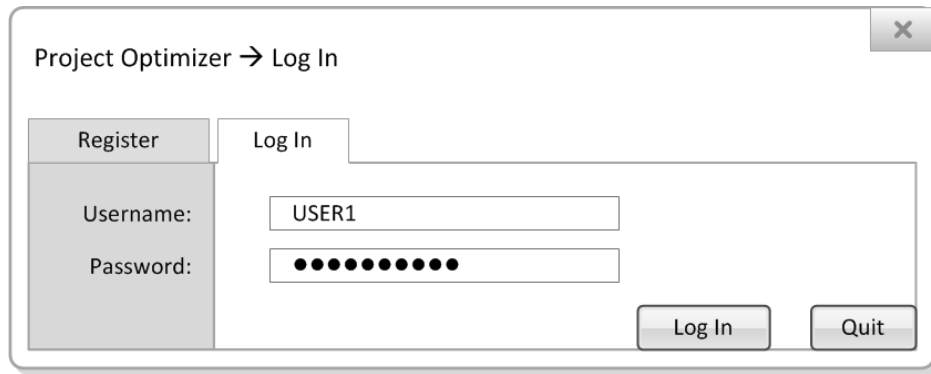 Project Optimizer → Log In
Register
Log In
Username:
USER1
Password:
●●●●●●●●●●
Log In
Quit